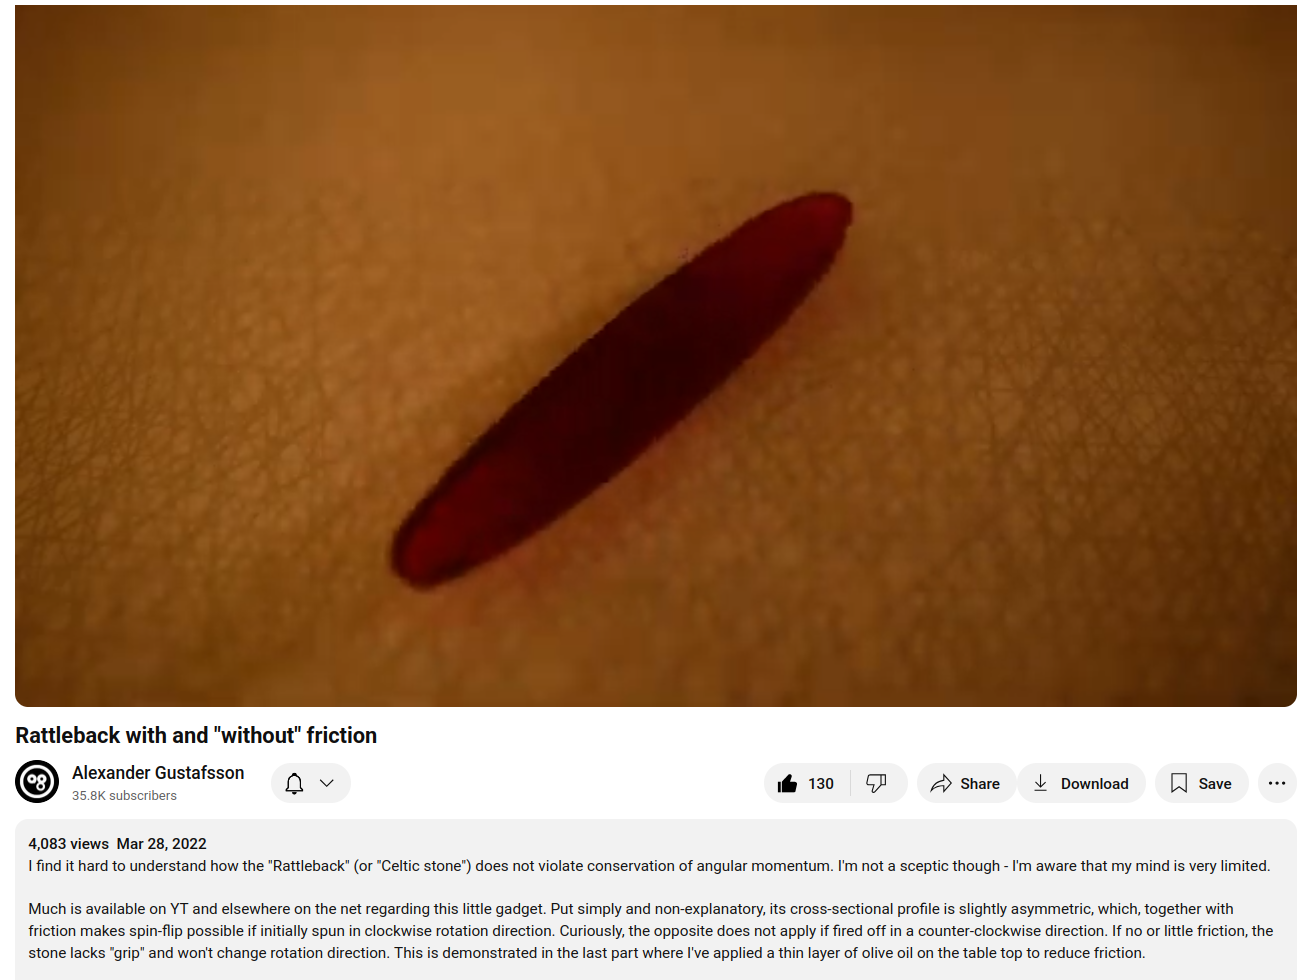 Rattleback with and "without" friction
Alexander Gustafsson
35.8K subscribers
130
Share
Download
Save
4,083 views  Mar 28, 2022
I find it hard to understand how the "Rattleback" (or "Celtic stone") does not violate conservation of angular momentum. I'm not a sceptic though - I'm aware that my mind is very limited.
Much is available on YT and elsewhere on the net regarding this little gadget. Put simply and non-explanatory, its cross-sectional profile is slightly asymmetric, which, together with
friction makes spin-flip possible if initially spun in clockwise rotation direction. Curiously, the opposite does not apply if fired off in a counter-clockwise direction. If no or little friction, the
stone lacks "grip" and won't change rotation direction. This is demonstrated in the last part where I've applied a thin layer of olive oil on the table top to reduce friction.